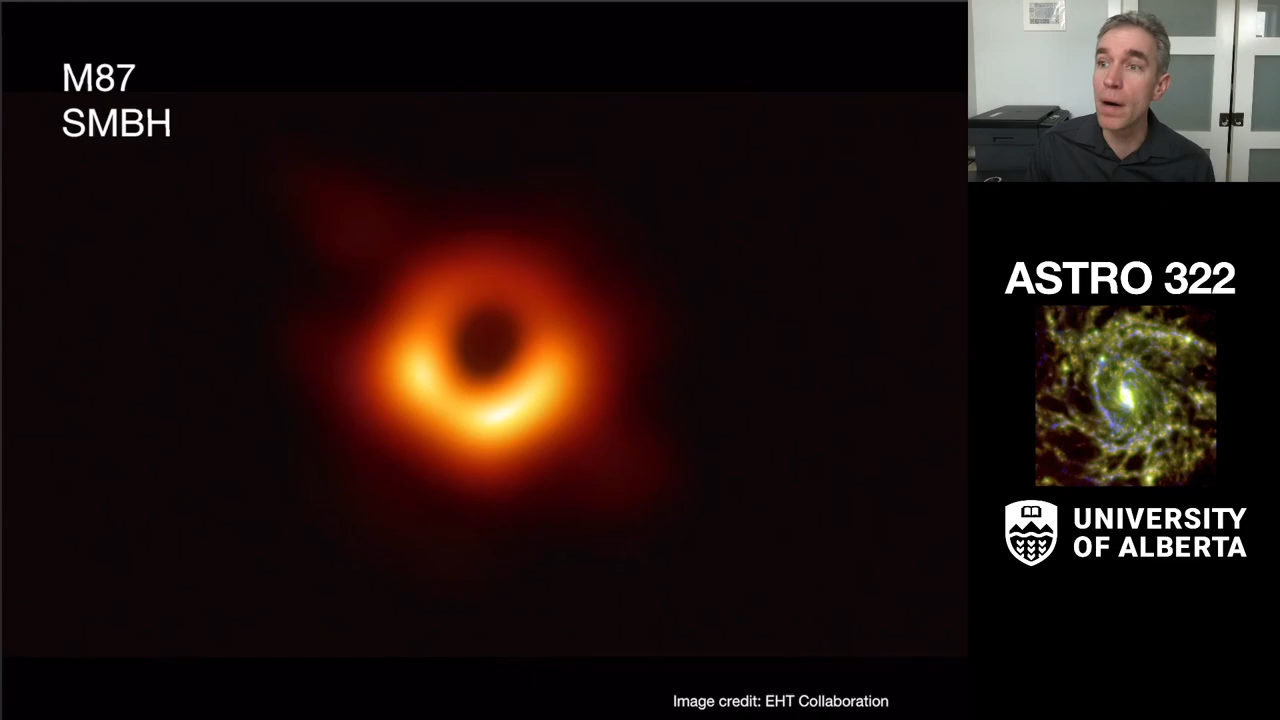 M87
SMBH
ASTRO 322
UNIVERSITY
OF ALBERTA
Image credit: EHT Collaboration